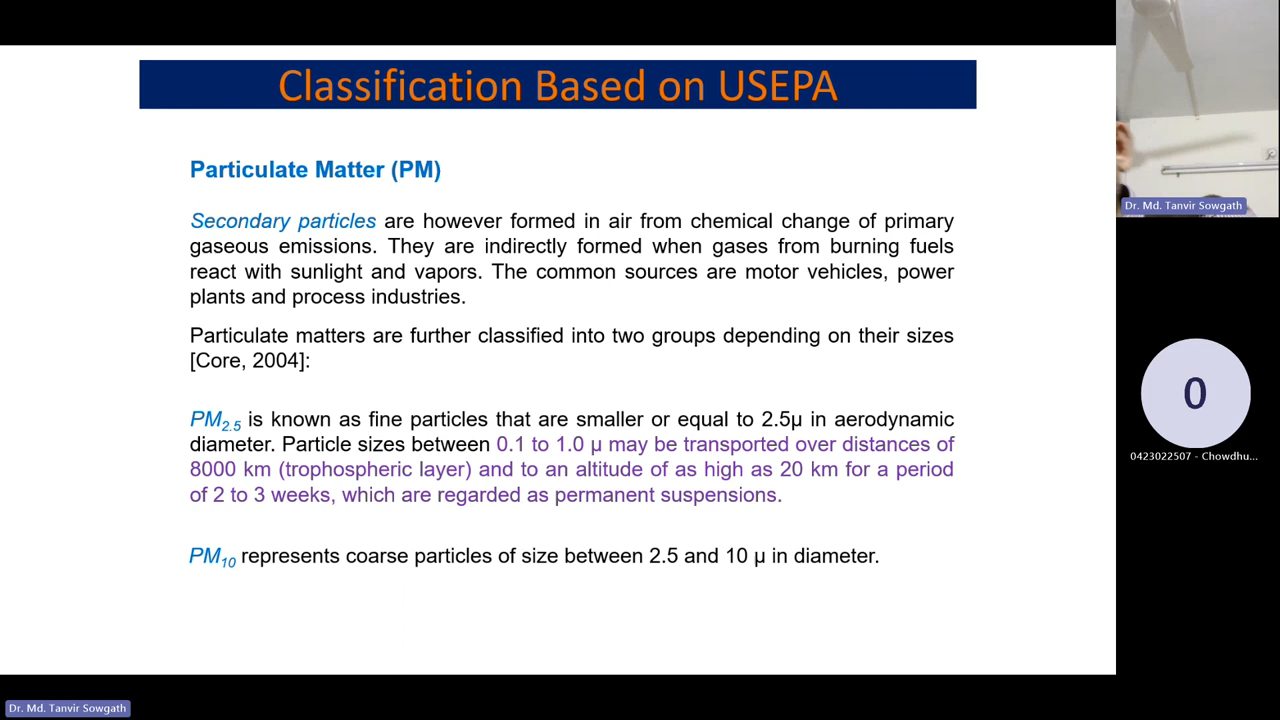 Classification Based on USEPA
Particulate Matter (PM)
Secondary particles are however formed in air from chemical change of primary
gaseous emissions. They are indirectly formed when gases from burning fuels
react with sunlight and vapors. The common sources are motor vehicles, power
plants and process industries.
Particulate matters are further classified into two groups depending on their sizes
[Core, 2004]:
PM2.5 is known as fine particles that are smaller or equal to 2.5μ in aerodynamic
diameter. Particle sizes between 0.1 to 1.0 μ may be transported over distances of
8000 km (trophospheric layer) and to an altitude of as high as 20 km for a period
of 2 to 3 weeks, which are regarded as permanent suspensions.
PM10 represents coarse particles of size between 2.5 and 10 μ in diameter.
Dr. Md. Tanvir Sowgath
0
0423022507 - Chowdhu...
Dr. Md. Tanvir Sowgath